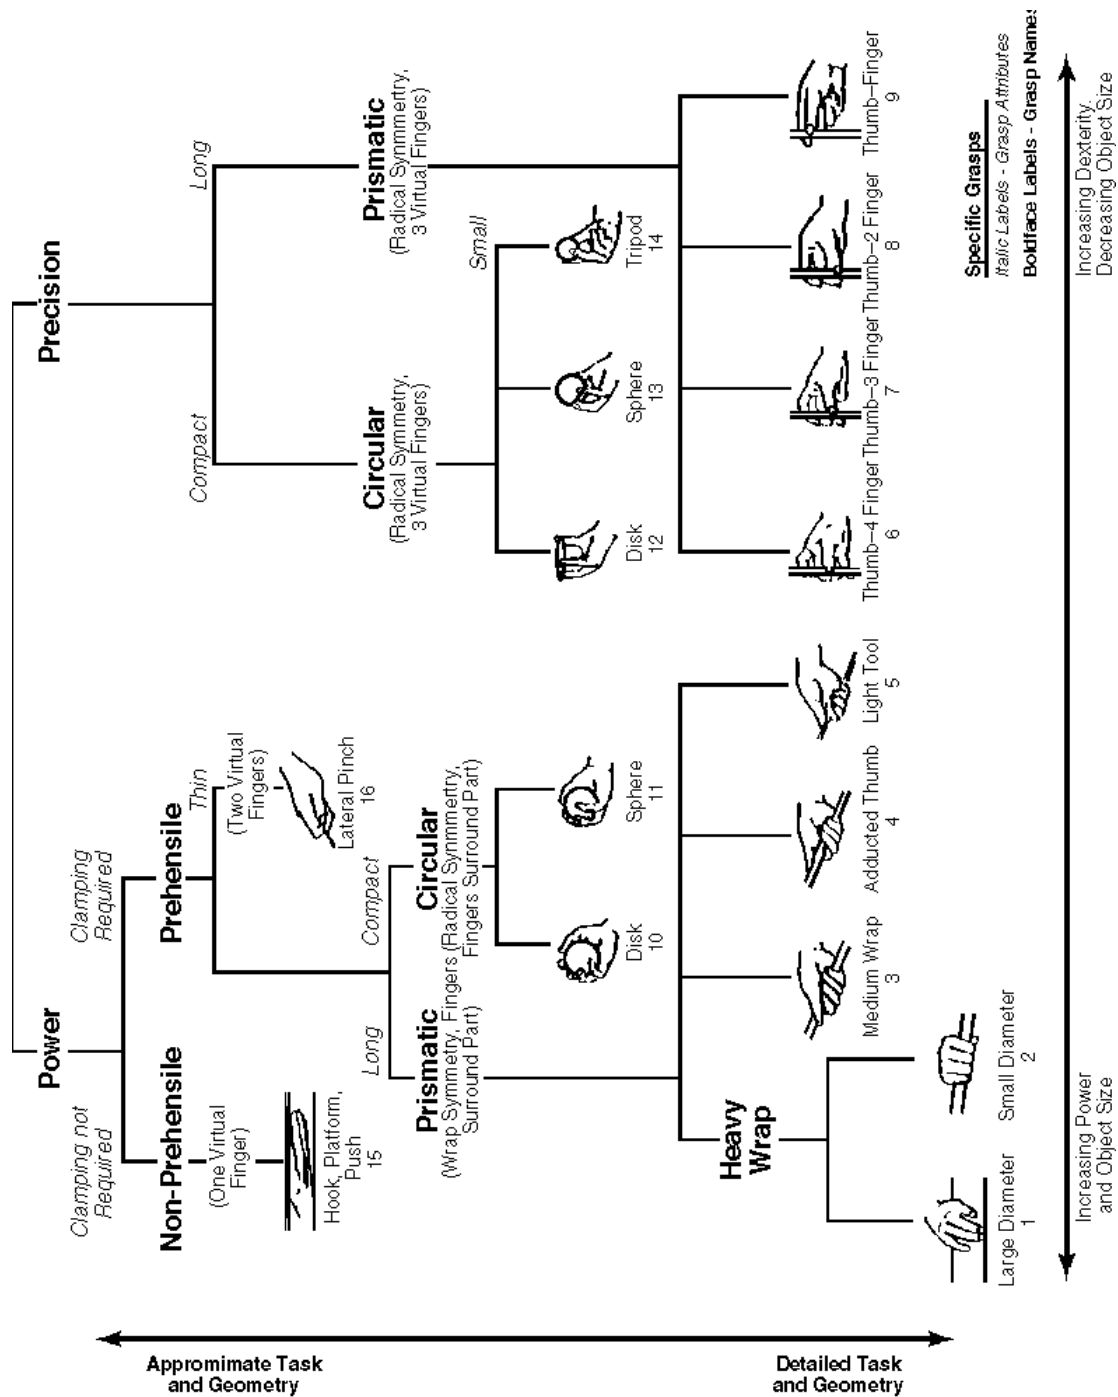 Appromimate Task
and Geometry
Detailed Task
and Geometry
Power
Precision
Clamping not
Required
Clamping
Required
Non-Prehensile
Prehensile
(One Virtual
Finger)
Thin
(Two Virtual
Fingers)
Compact
Long
Hook, Platform,
Push
15
Lateral Pinch
16
Long
Compact
Prismatic
(Wrap Symmetry, Fingers
Surround Part)
Circular
(Radical Synmmertry,
Fingers Surround Part)
Circular
(Radical Symmetry,
3 Virtual Fingers)
Prismatic
(Radical Synmmertry,
3 Virtual Fingers)
Small
Disk
10
Sphere
11
Disk
12
Sphere
13
Tripod
14
Heavy
Wrap
Medium Wrap
3
Adducted Thumb
4
Light Tool
5
Thumb–4 Finger
6
Thumb–3 Finger
7
Thumb–2 Finger
8
Thumb–Finger
9
Large Diameter
1
Small Diameter
2
Specific Grasps
Italic Labels - Grasp Attributes
Boldface Labels - Grasp Names
Increasing Power
and Object Size
Increasing Dexterity,
Decreasing Object Size